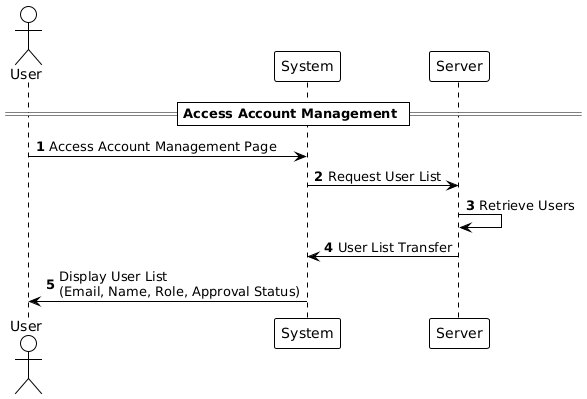 User
System
Server
Access Account Management
1 Access Account Management Page
2 Request User List
3 Retrieve Users
4 User List Transfer
5 Display User List
(Email, Name, Role, Approval Status)
User
System
Server